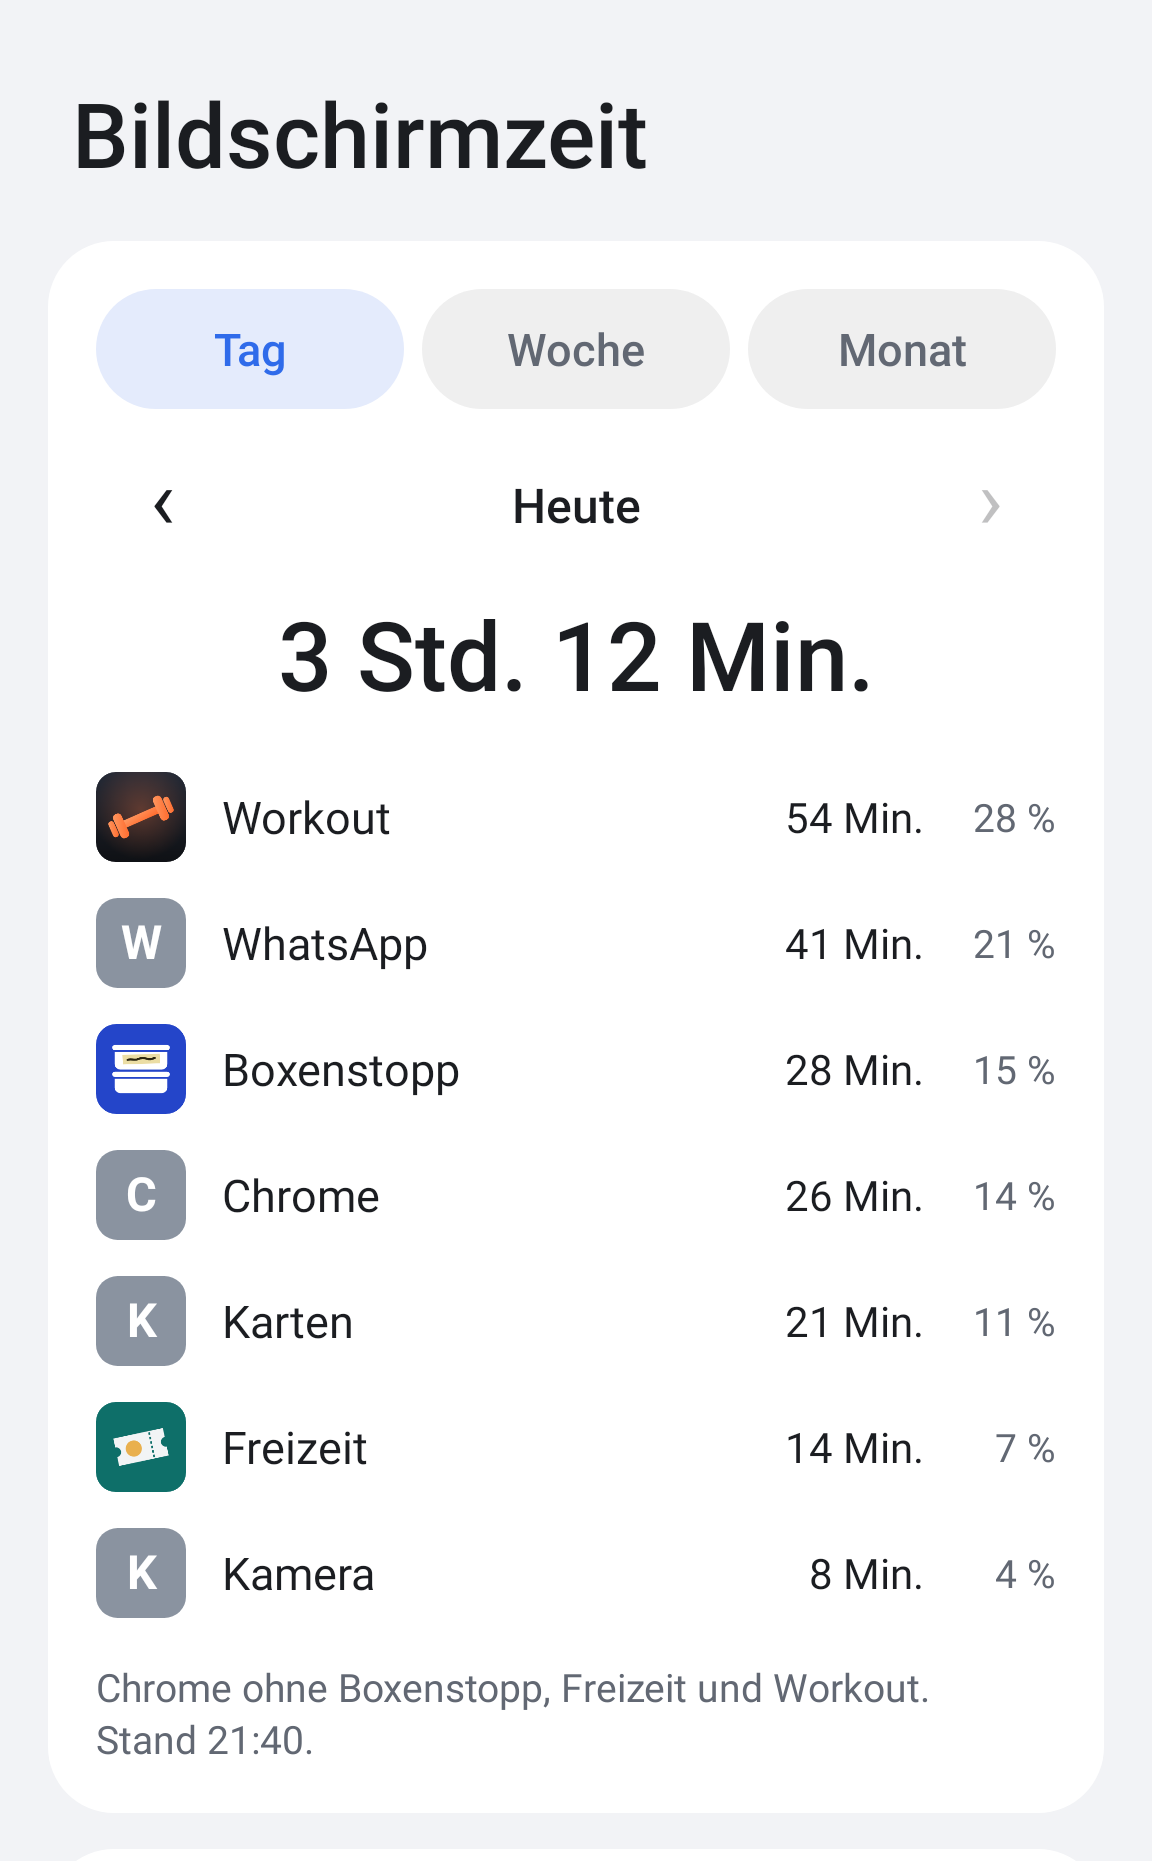 Bildschirmzeit
Tag Woche Monat
‹ Heute ›
3 Std. 12 Min.
Workout 54 Min. 28 %
W WhatsApp 41 Min. 21 %
Boxenstopp 28 Min. 15 %
C Chrome 26 Min. 14 %
K Karten 21 Min. 11 %
Freizeit 14 Min. 7 %
K Kamera 8 Min. 4 %
Chrome ohne Boxenstopp, Freizeit und Workout.
Stand 21:40.